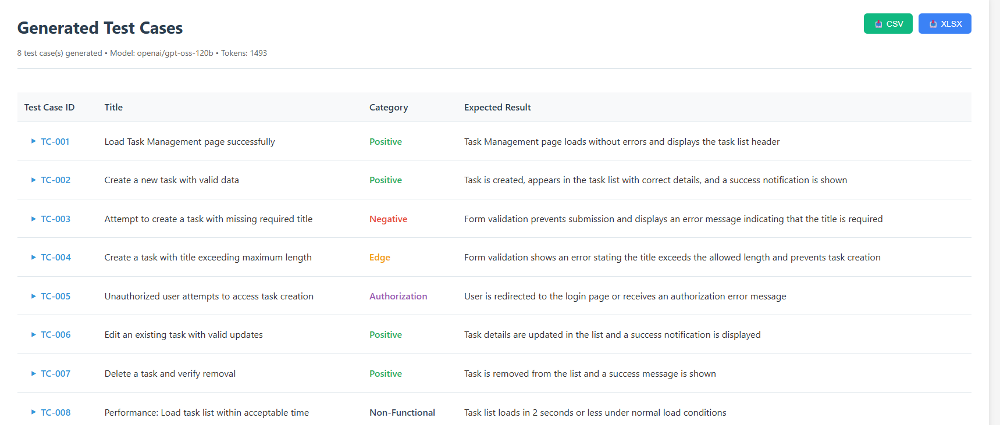 Generated Test Cases
CSV
XLSX
8 test case(s) generated • Model: openai/gpt-oss-120b • Tokens: 1493
Test Case ID Title Category Expected Result
TC-001 Load Task Management page successfully Positive Task Management page loads without errors and displays the task list header
TC-002 Create a new task with valid data Positive Task is created, appears in the task list with correct details, and a success notification is shown
TC-003 Attempt to create a task with missing required title Negative Form validation prevents submission and displays an error message indicating that the title is required
TC-004 Create a task with title exceeding maximum length Edge Form validation shows an error stating the title exceeds the allowed length and prevents task creation
TC-005 Unauthorized user attempts to access task creation Authorization User is redirected to the login page or receives an authorization error message
TC-006 Edit an existing task with valid updates Positive Task details are updated in the list and a success notification is displayed
TC-007 Delete a task and verify removal Positive Task is removed from the list and a success message is shown
TC-008 Performance: Load task list within acceptable time Non-Functional Task list loads in 2 seconds or less under normal load conditions